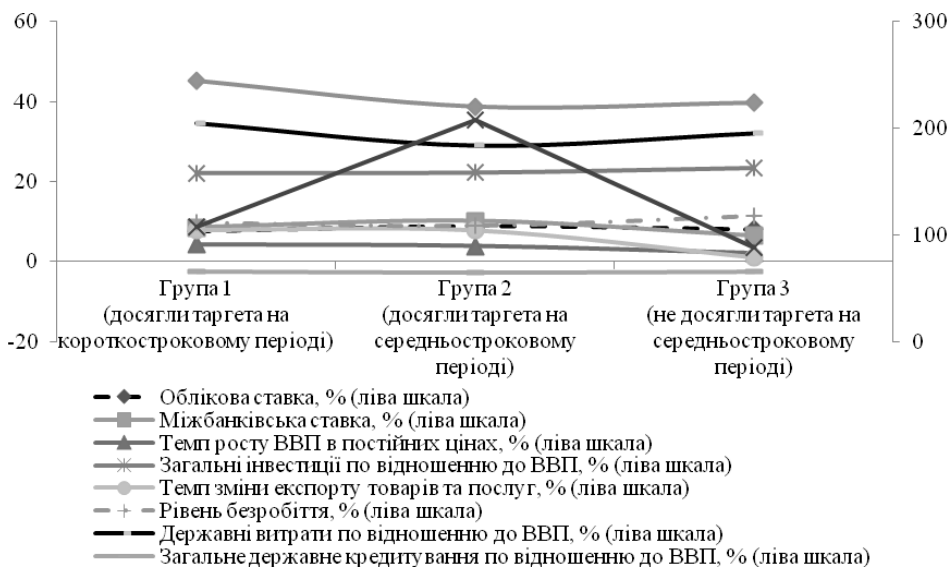 60
40
20
0
-20
300
200
100
0
Група 1
(досягли таргета на
короткостроковому періоді)
Група 2
(досягли таргета на
середньостроковому
періоді)
Група 3
(не досягли таргета на
середньостроковому
періоді)
Облікова ставка, % (ліва шкала)
Міжбанківська ставка, % (ліва шкала)
Темп росту ВВП в постійних цінах, % (ліва шкала)
Загальні інвестиції по відношенню до ВВП, % (ліва шкала)
Темп зміни експорту товарів та послуг, % (ліва шкала)
Рівень безробіття, % (ліва шкала)
Державні витрати по відношенню до ВВП, % (ліва шкала)
Загальне державне кредитування по відношенню до ВВП, % (ліва шкала)